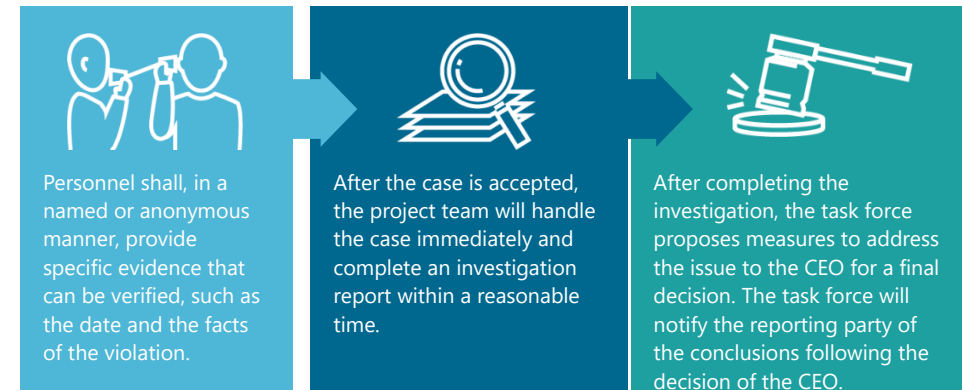 Personnel shall, in a
named or anonymous
manner, provide
specific evidence that
can be verified, such as
the date and the facts
of the violation.
After the case is accepted,
the project team will handle
the case immediately and
complete an investigation
report within a reasonable
time.
After completing the
investigation, the task force
proposes measures to address
the issue to the CEO for a final
decision. The task force will
notify the reporting party of
the conclusions following the
decision of the CEO.